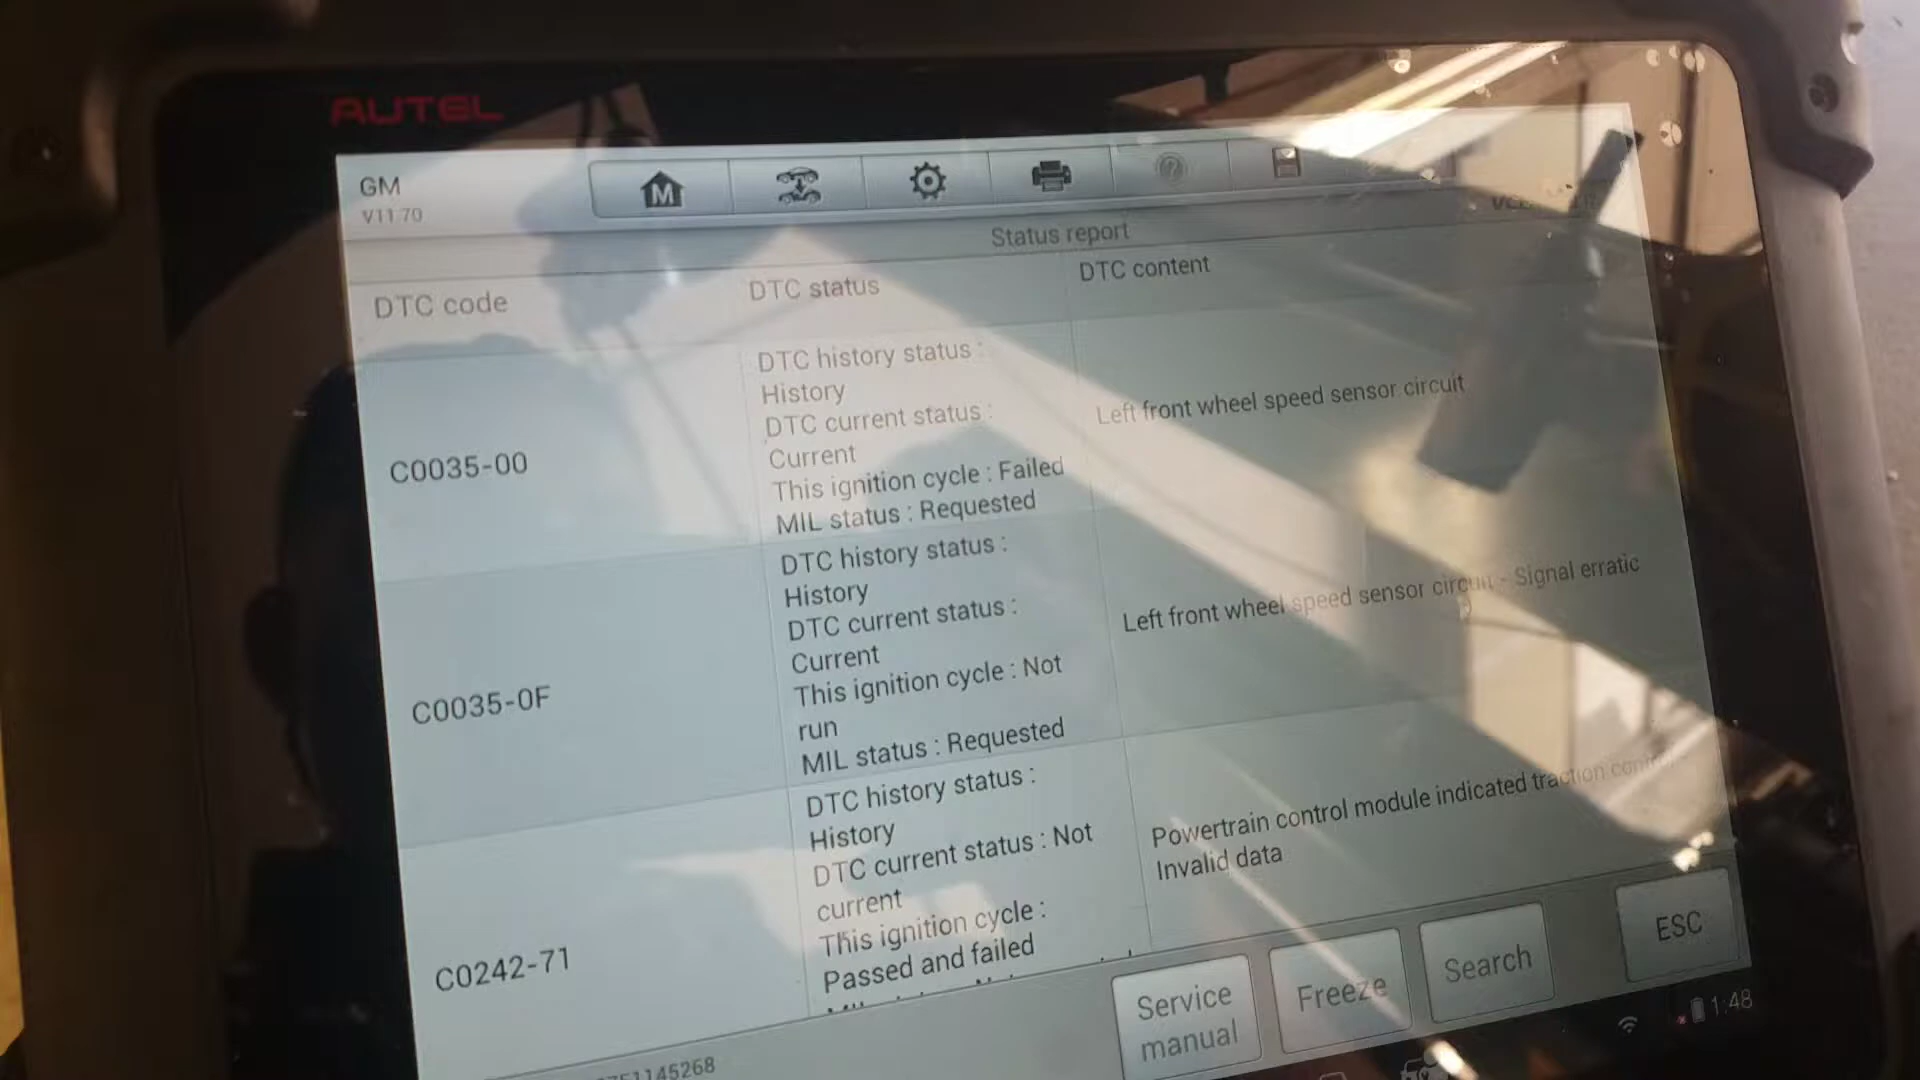 AUTEL
GM
V11.70
M
Status report
DTC code
DTC status
DTC content
C0035-00
DTC history status :
History
DTC current status :
Current
This ignition cycle : Failed
MIL status : Requested
Left front wheel speed sensor circuit
C0035-0F
DTC history status :
History
DTC current status :
Current
This ignition cycle : Not
run
MIL status : Requested
Left front wheel speed sensor circuit - Signal erratic
C0242-71
DTC history status :
History
DTC current status : Not
current
This ignition cycle :
Passed and failed
Powertrain control module indicated traction
Invalid data
Service
manual
Freeze
Search
ESC
1:48